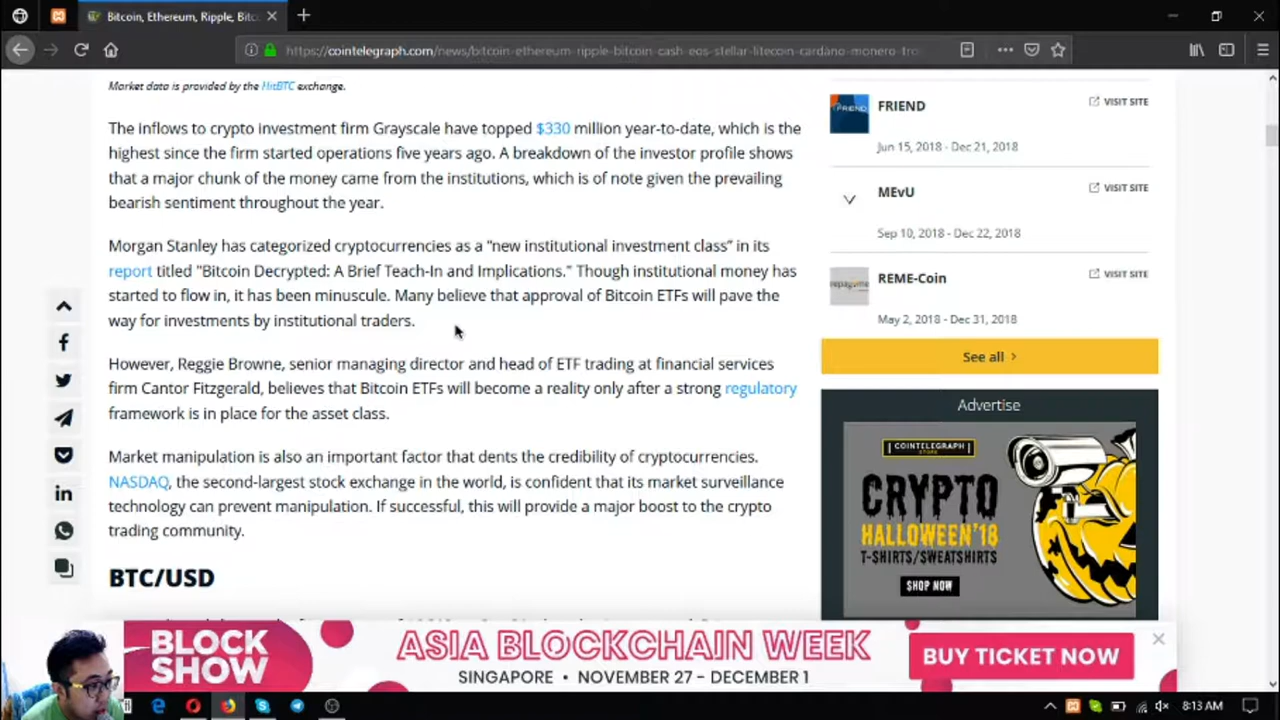 Bitcoin, Ethereum, Ripple, Bitc
https://cointelegraph.com/news/bitcoin-ethereum-ripple-bitcoin-cash-eos-stellar-litecoin-cardano-monero-tro
Market data is provided by the HitBTC exchange.
The inflows to crypto investment firm Grayscale have topped $330 million year-to-date, which is the
highest since the firm started operations five years ago. A breakdown of the investor profile shows
that a major chunk of the money came from the institutions, which is of note given the prevailing
bearish sentiment throughout the year.
Morgan Stanley has categorized cryptocurrencies as a “new institutional investment class” in its
report titled "Bitcoin Decrypted: A Brief Teach-In and Implications." Though institutional money has
started to flow in, it has been minuscule. Many believe that approval of Bitcoin ETFs will pave the
way for investments by institutional traders.
However, Reggie Browne, senior managing director and head of ETF trading at financial services
firm Cantor Fitzgerald, believes that Bitcoin ETFs will become a reality only after a strong regulatory
framework is in place for the asset class.
Market manipulation is also an important factor that dents the credibility of cryptocurrencies.
NASDAQ, the second-largest stock exchange in the world, is confident that its market surveillance
technology can prevent manipulation. If successful, this will provide a major boost to the crypto
trading community.
BTC/USD
FRIEND
FRIEND
VISIT SITE
Jun 15, 2018 - Dec 21, 2018
MEvU
VISIT SITE
Sep 10, 2018 - Dec 22, 2018
repagame
REME-Coin
VISIT SITE
May 2, 2018 - Dec 31, 2018
See all
Advertise
COINTELEGRAPH
STORE
CRYPTO
HALLOWEEN'18
T-SHIRTS/SWEATSHIRTS
SHOP NOW
BLOCK
SHOW
ASIA BLOCKCHAIN WEEK
SINGAPORE • NOVEMBER 27 - DECEMBER 1
BUY TICKET NOW
8:13 AM